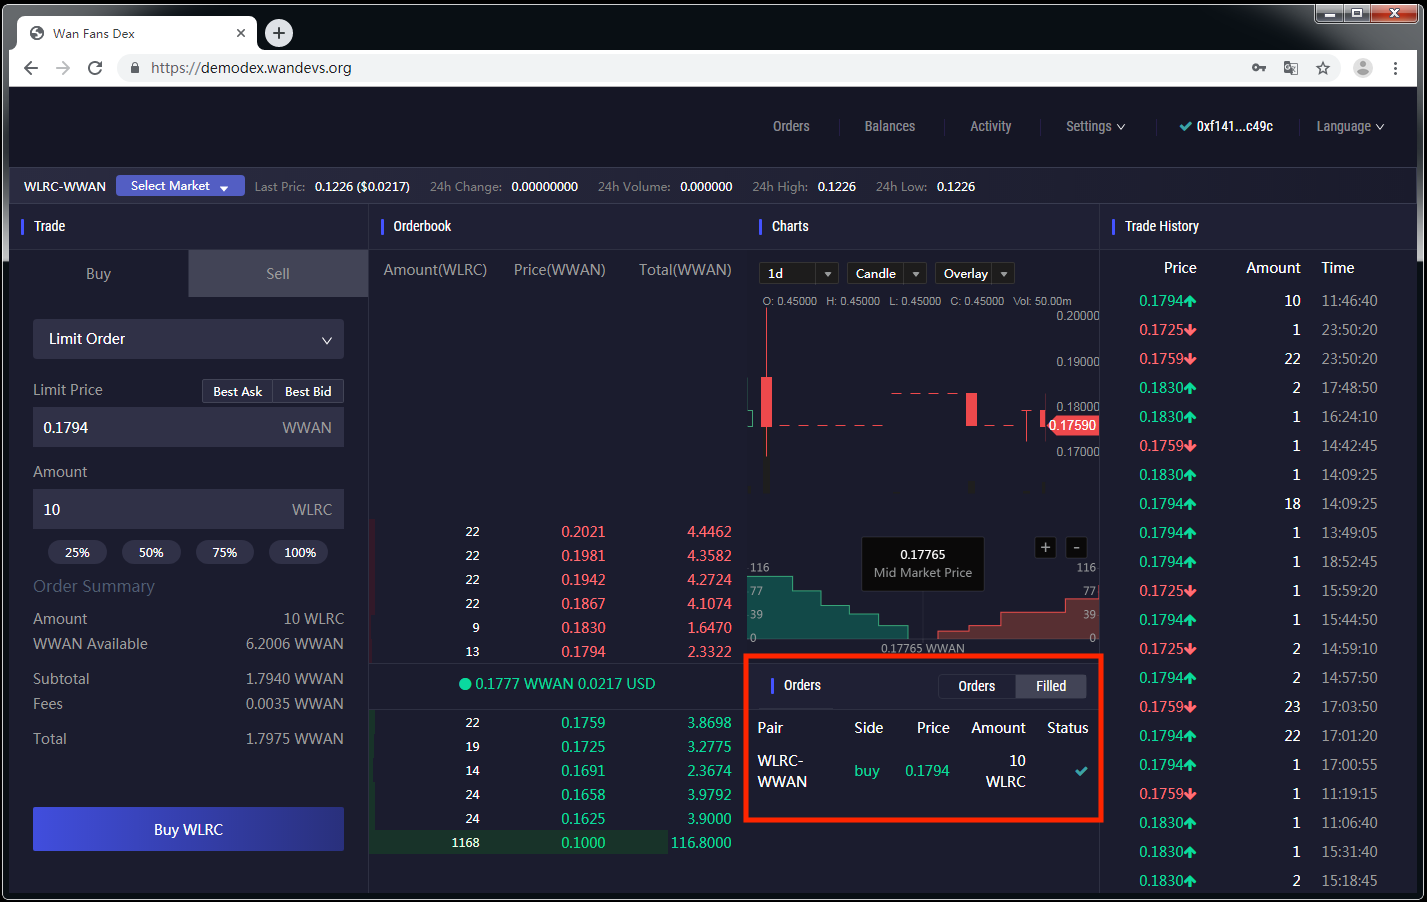 Wan Fans Dex
https://demodex.wandevs.org
Orders Balances Activity Settings 0xf141...c49c Language
WLRC-WWAN Select Market Last Pric: 0.1226 ($0.0217) 24h Change: 0.00000000 24h Volume: 0.000000 24h High: 0.1226 24h Low: 0.1226
Trade
Buy Sell
Limit Order
Limit Price Best Ask Best Bid
0.1794 WWAN
Amount
10 WLRC
25% 50% 75% 100%
Order Summary
Amount 10 WLRC
WWAN Available 6.2006 WWAN
Subtotal 1.7940 WWAN
Fees 0.0035 WWAN
Total 1.7975 WWAN
Buy WLRC
Orderbook
Amount(WLRC) Price(WWAN) Total(WWAN)
22 0.2021 4.4462
22 0.1981 4.3582
22 0.1942 4.2724
22 0.1867 4.1074
9 0.1830 1.6470
13 0.1794 2.3322
0.1777 WWAN 0.0217 USD
22 0.1759 3.8698
19 0.1725 3.2775
14 0.1691 2.3674
24 0.1658 3.9792
24 0.1625 3.9000
1168 0.1000 116.8000
Charts
1d Candle Overlay
O: 0.45000 H: 0.45000 L: 0.45000 C: 0.45000 Vol: 50.00m
0.20000
0.19000
0.18000
0.17590
0.17000
0.17765
Mid Market Price
+ -
116 116
77 77
39 39
0 0
0.17765 WWAN
Orders Orders Filled
Pair Side Price Amount Status
WLRC-
WWAN buy 0.1794 10
WLRC
Trade History
Price Amount Time
0.1794 10 11:46:40
0.1725 1 23:50:20
0.1759 22 23:50:20
0.1830 2 17:48:50
0.1830 1 16:24:10
0.1759 1 14:42:45
0.1830 1 14:09:25
0.1794 18 14:09:25
0.1794 1 13:49:05
0.1794 1 18:52:45
0.1725 1 15:59:20
0.1794 1 15:44:50
0.1725 2 14:59:10
0.1794 2 14:57:50
0.1759 23 17:03:50
0.1794 22 17:01:20
0.1794 1 17:00:55
0.1759 1 11:19:15
0.1830 1 11:06:40
0.1830 1 15:31:40
0.1830 2 15:18:45